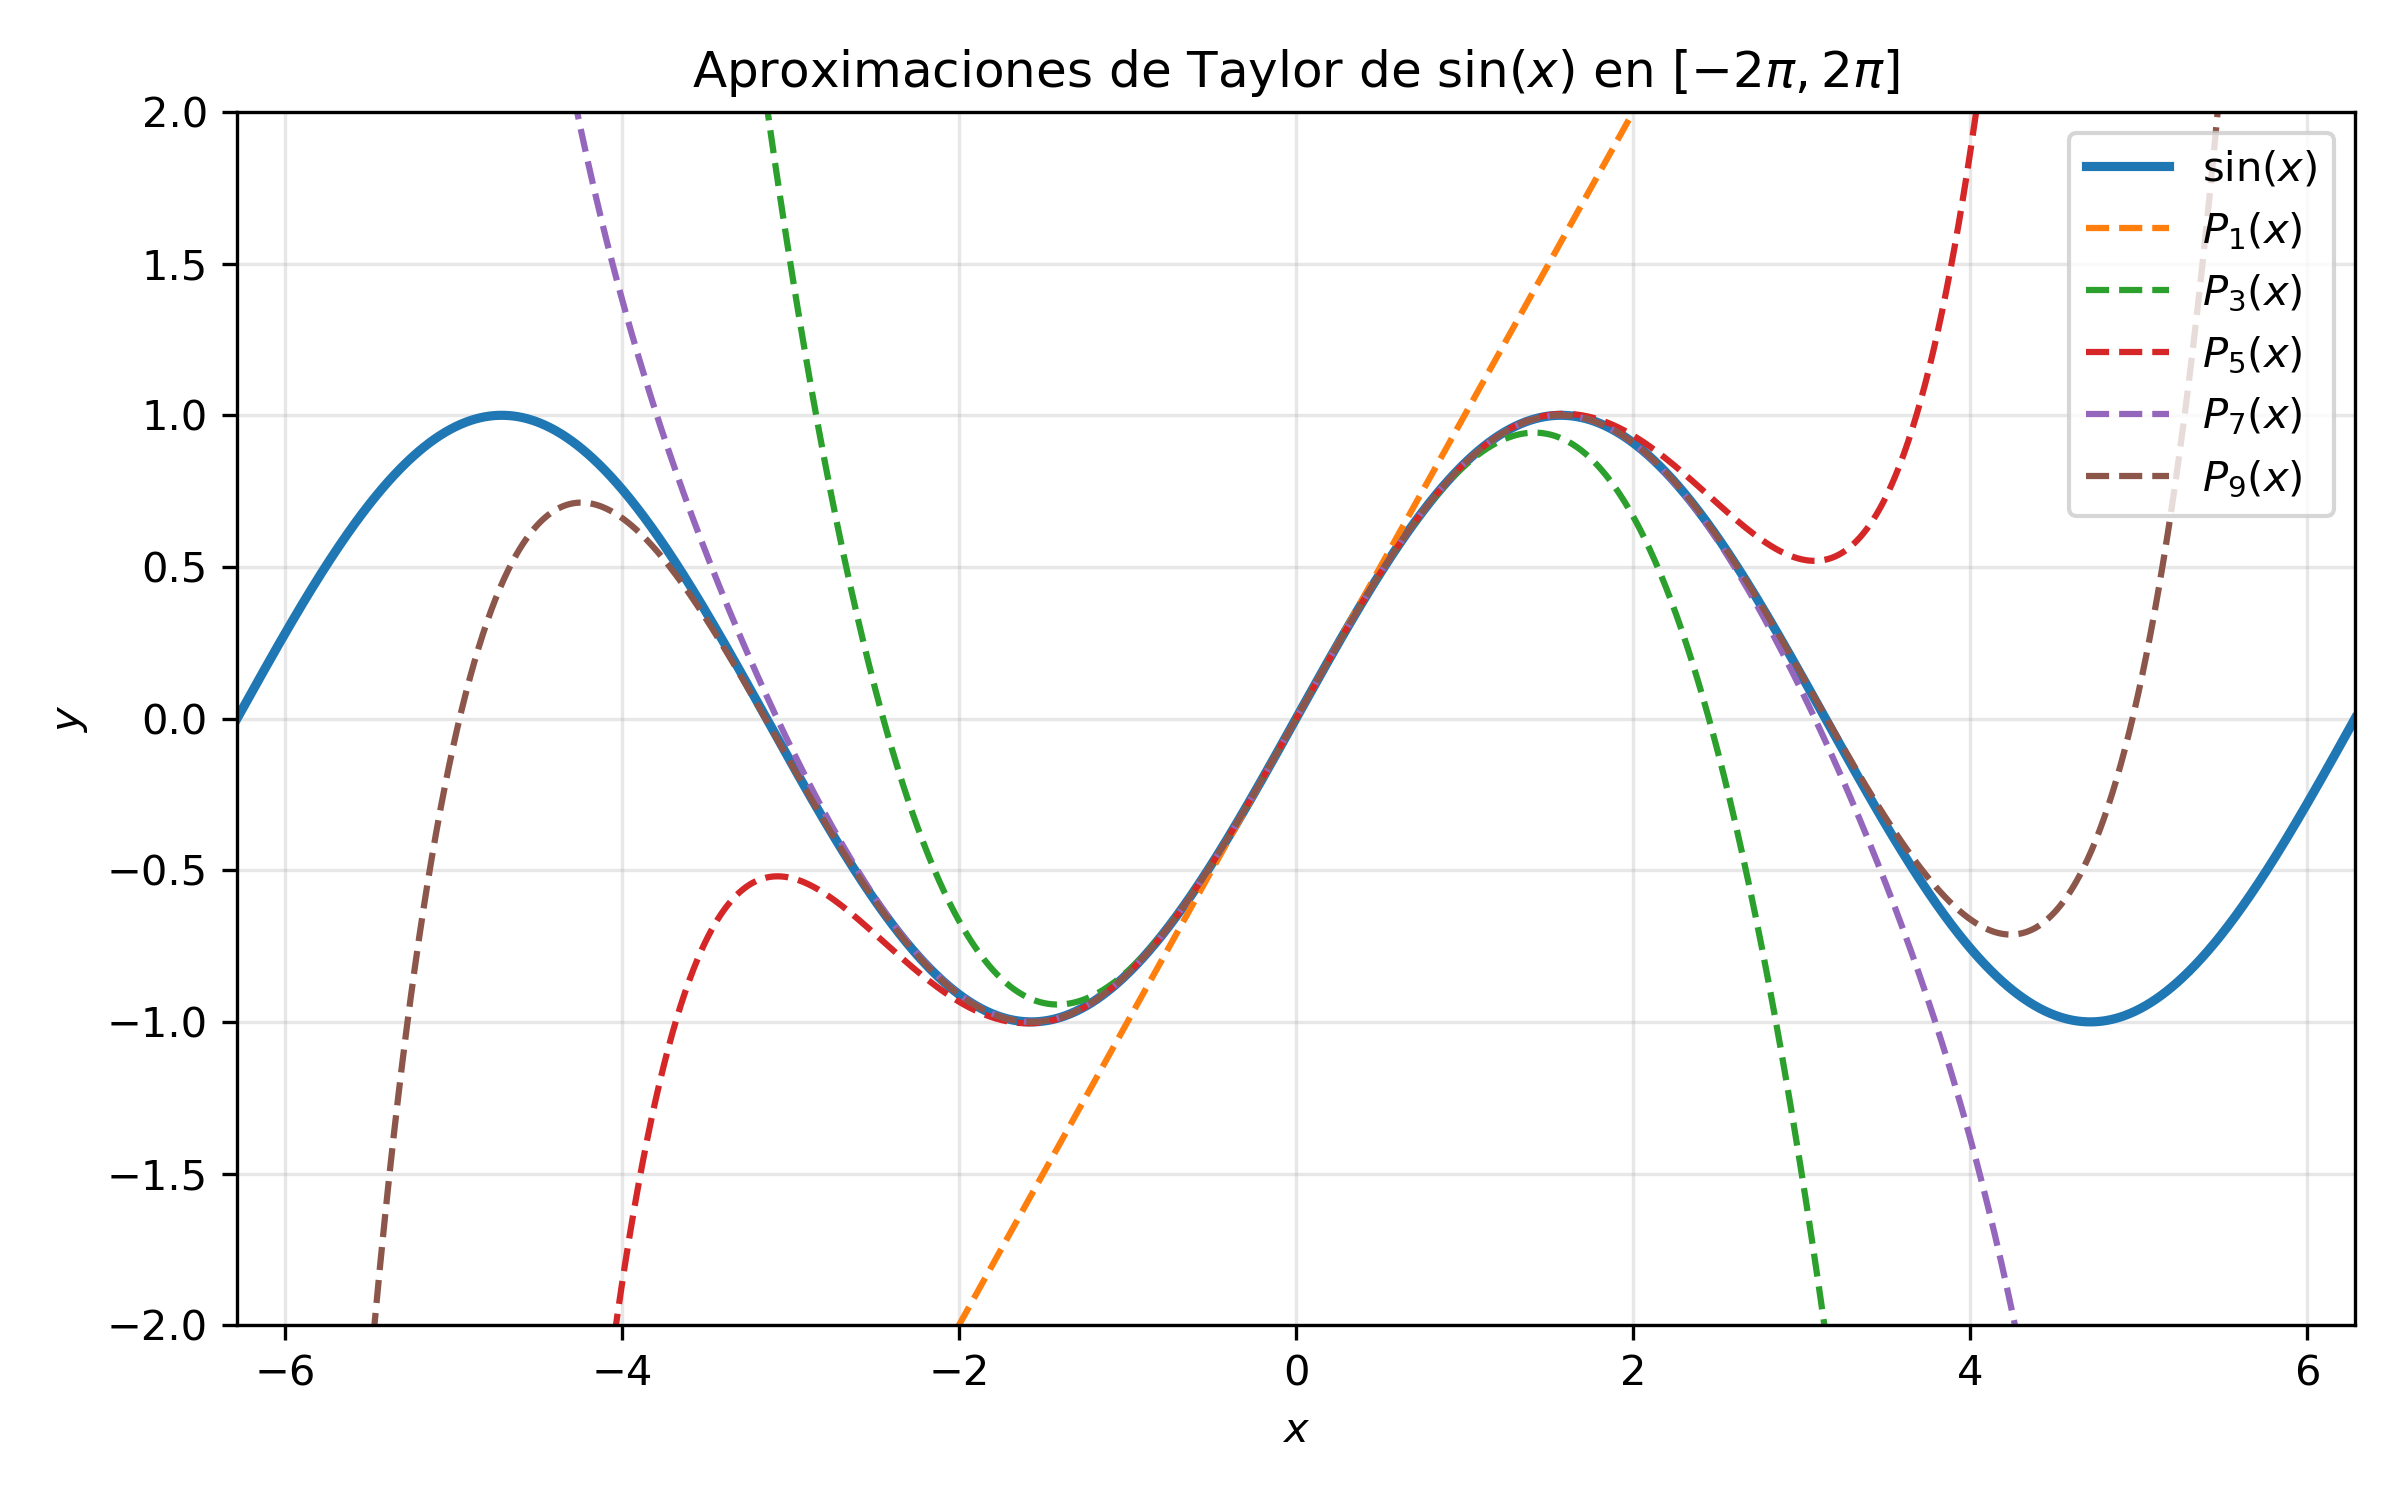 Aproximaciones de Taylor de sin(x) en [−2π, 2π]
2.0
1.5
1.0
0.5
0.0
−0.5
−1.0
−1.5
−2.0
y
sin(x)
P₁(x)
P₃(x)
P₅(x)
P₇(x)
P₉(x)
−6 −4 −2 0 2 4 6
x